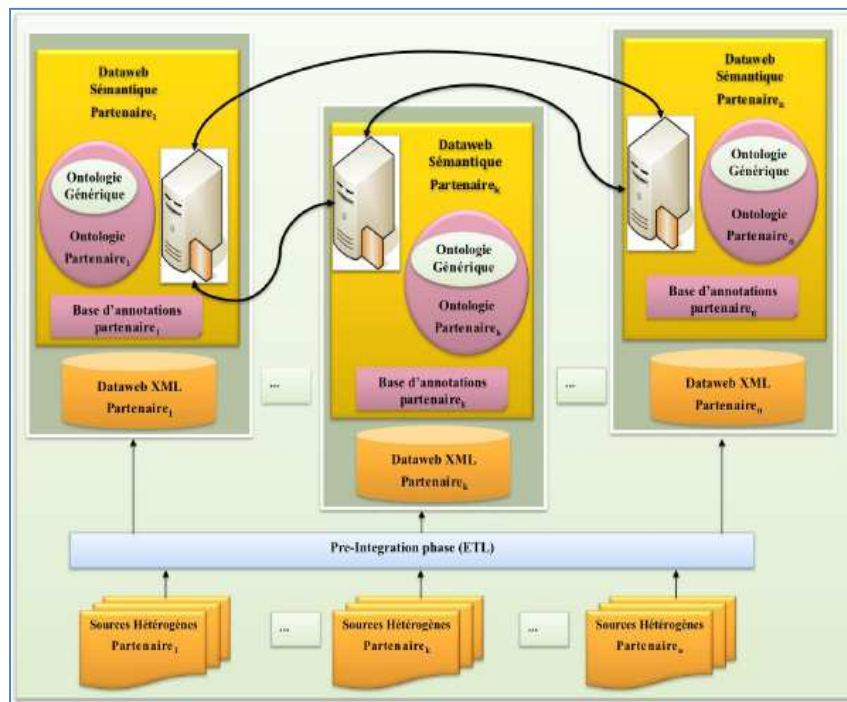 Dataweb
Sémantique
Partenaire1
Ontologie
Générique
Ontologie
Partenaire1
Base d'annotations
partenaire1
Dataweb XML
Partenaire1
...
Dataweb
Sémantique
Partenairek
Ontologie
Générique
Ontologie
Partenairek
Base d'annotations
partenairek
Dataweb XML
Partenairek
...
Dataweb
Sémantique
Partenairen
Ontologie
Générique
Ontologie
Partenairen
Base d'annotations
partenairen
Dataweb XML
Partenairen
Pre-Integration phase (ETL)
Sources Hétérogènes
Partenaire1
...
Sources Hétérogènes
Partenairek
...
Sources Hétérogènes
Partenairen